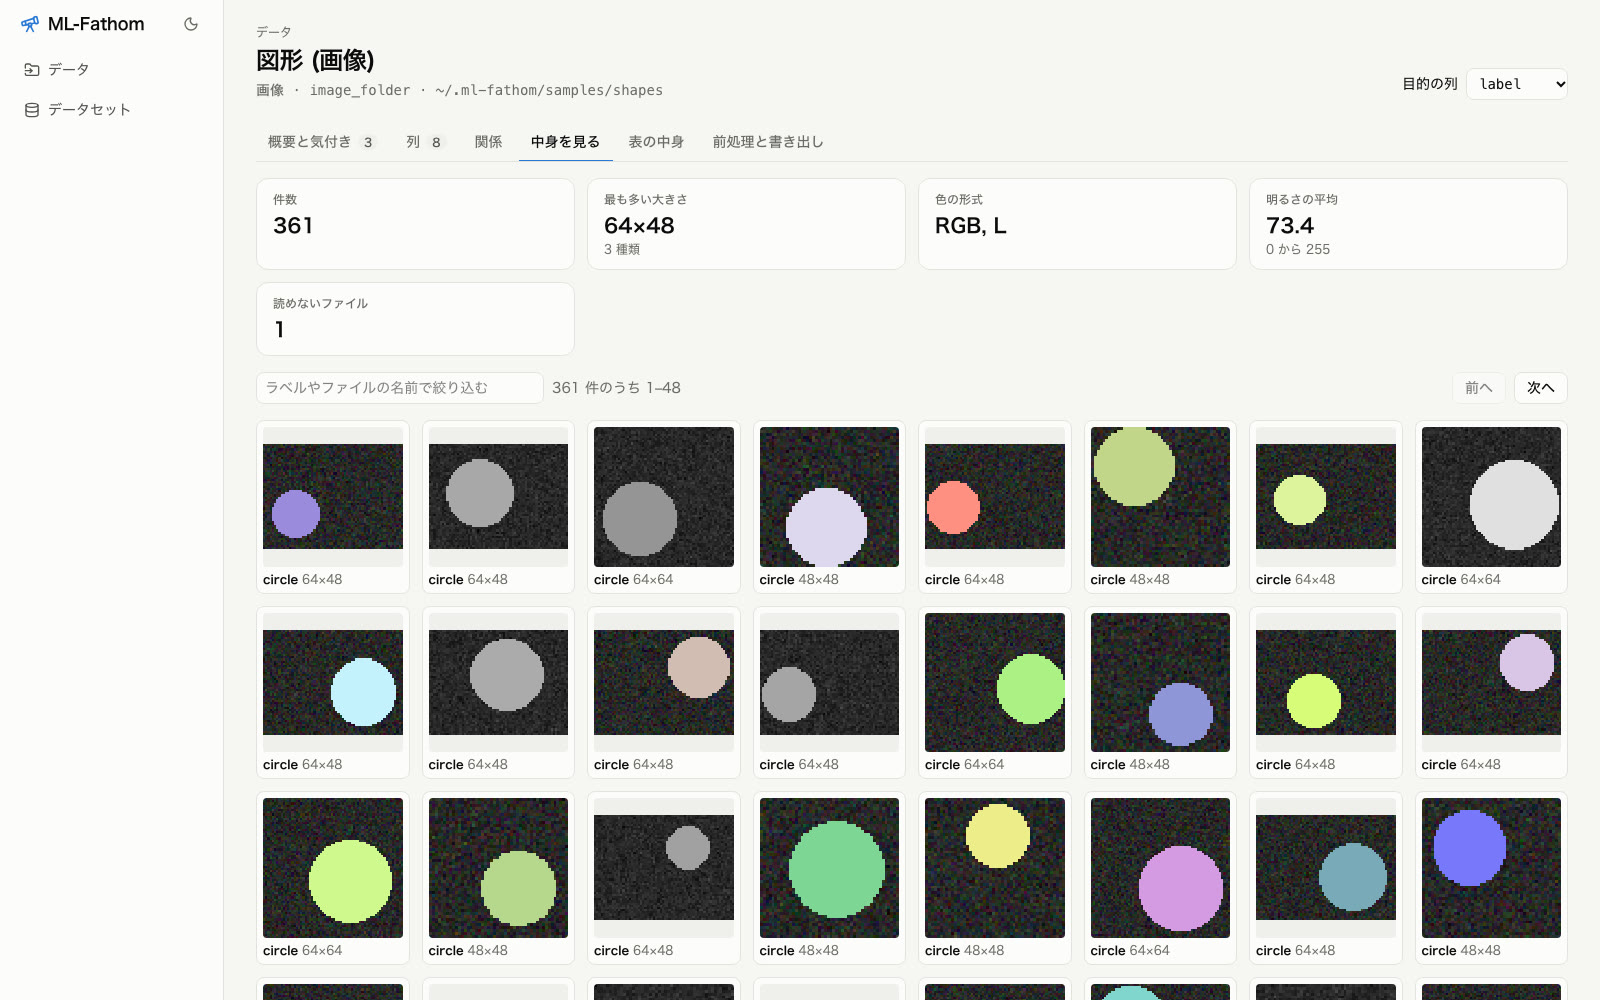 ML-Fathom
データ
データセット
データ
図形 (画像)
画像 · image_folder · ~/.ml-fathom/samples/shapes
目的の列 label
概要と気付き 3 列 8 関係 中身を見る 表の中身 前処理と書き出し
件数
361
最も多い大きさ
64×48
3 種類
色の形式
RGB, L
明るさの平均
73.4
0 から 255
読めないファイル
1
ラベルやファイルの名前で絞り込む 361 件のうち 1–48 前へ 次へ
circle 64×48 circle 64×48 circle 64×64 circle 48×48 circle 64×48 circle 48×48 circle 64×48 circle 64×64
circle 64×48 circle 64×48 circle 64×48 circle 64×48 circle 64×64 circle 48×48 circle 64×48 circle 64×48
circle 64×64 circle 48×48 circle 64×48 circle 48×48 circle 48×48 circle 64×64 circle 64×48 circle 48×48